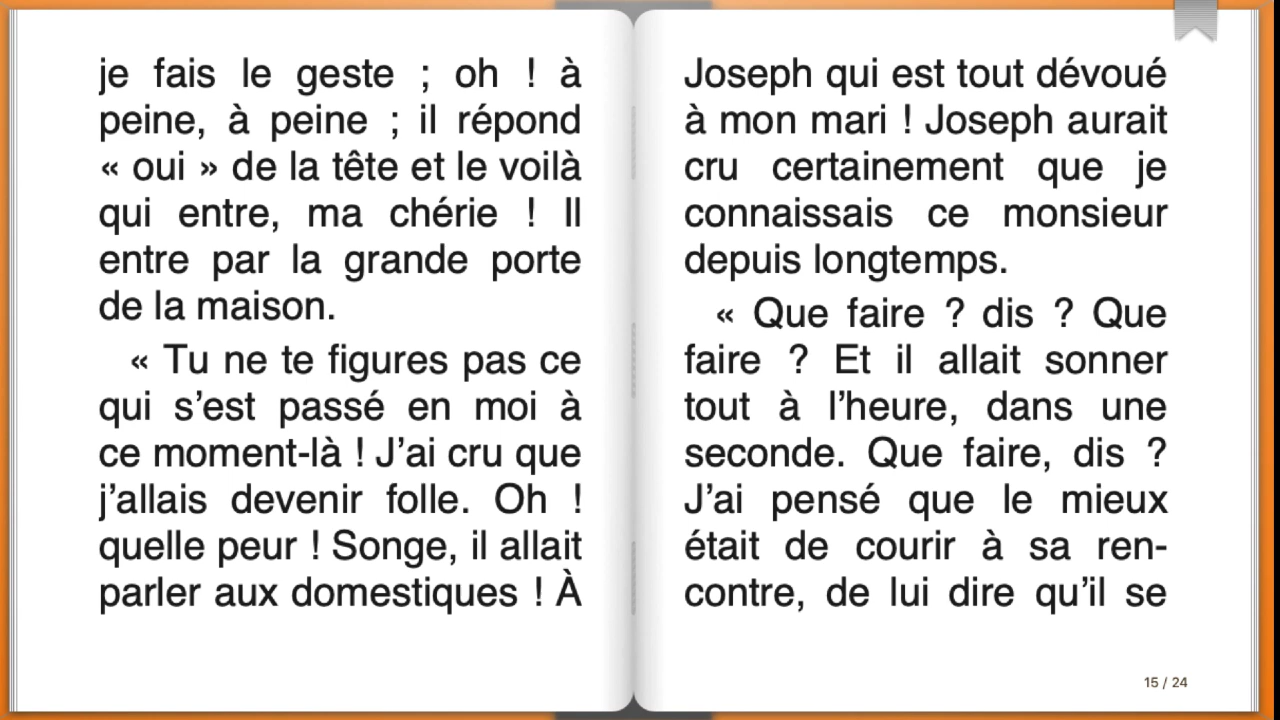 je fais le geste ; oh ! à
peine, à peine ; il répond
« oui » de la tête et le voilà
qui entre, ma chérie ! Il
entre par la grande porte
de la maison.
« Tu ne te figures pas ce
qui s’est passé en moi à
ce moment-là ! J’ai cru que
j’allais devenir folle. Oh !
quelle peur ! Songe, il allait
parler aux domestiques ! À
Joseph qui est tout dévoué
à mon mari ! Joseph aurait
cru certainement que je
connaissais ce monsieur
depuis longtemps.
« Que faire ? dis ? Que
faire ? Et il allait sonner
tout à l’heure, dans une
seconde. Que faire, dis ?
J’ai pensé que le mieux
était de courir à sa ren-
contre, de lui dire qu’il se
15 / 24